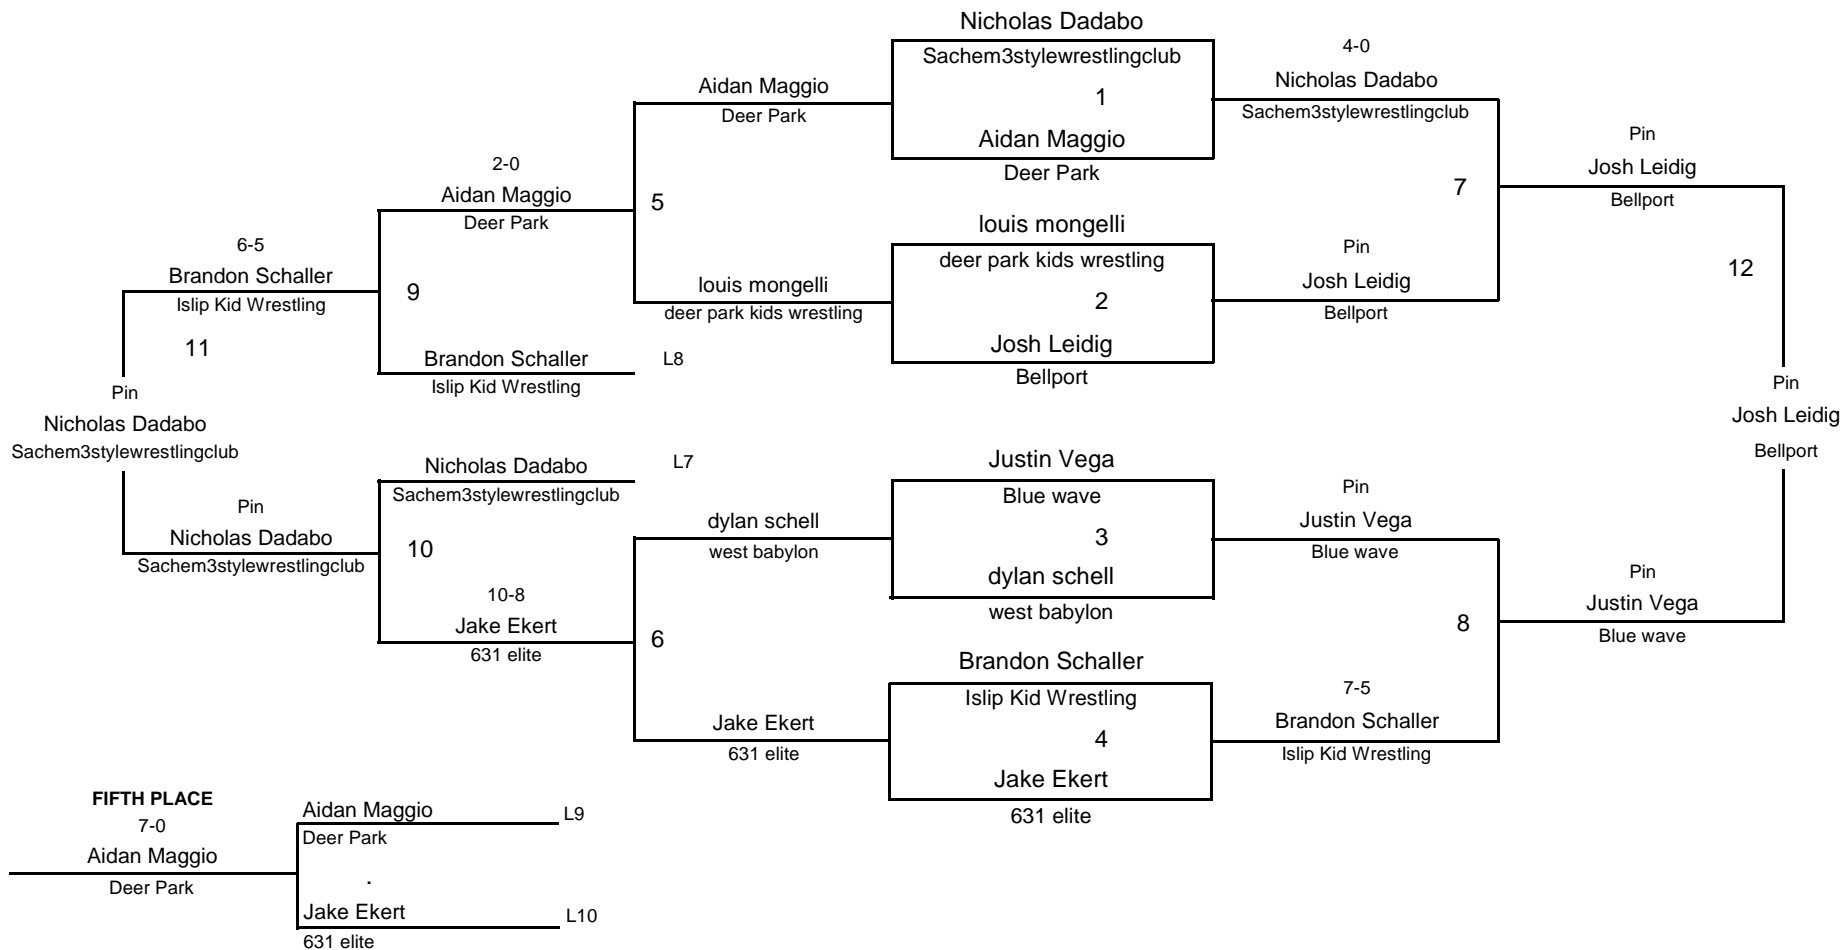 Nicholas Dadabo
Sachem3stylewrestlingclub
1
Aidan Maggio
Deer Park
louis mongelli
deer park kids wrestling
2
Josh Leidig
Bellport
Justin Vega
Blue wave
3
dylan schell
west babylon
Brandon Schaller
Islip Kid Wrestling
4
Jake Ekert
631 elite
4-0
Nicholas Dadabo
Sachem3stylewrestlingclub
7
Pin
Josh Leidig
Bellport
Pin
Justin Vega
Blue wave
8
7-5
Brandon Schaller
Islip Kid Wrestling
Pin
Josh Leidig
Bellport
12
Pin
Justin Vega
Blue wave
Pin
Josh Leidig
Bellport
Aidan Maggio
Deer Park
5
louis mongelli
deer park kids wrestling
dylan schell
west babylon
6
Jake Ekert
631 elite
2-0
Aidan Maggio
Deer Park
9
Brandon Schaller
L8
Islip Kid Wrestling
Nicholas Dadabo
L7
Sachem3stylewrestlingclub
10
10-8
Jake Ekert
631 elite
6-5
Brandon Schaller
Islip Kid Wrestling
11
Pin
Nicholas Dadabo
Sachem3stylewrestlingclub
Pin
Nicholas Dadabo
Sachem3stylewrestlingclub
FIFTH PLACE
7-0
Aidan Maggio
Deer Park
Aidan Maggio
L9
Deer Park
.
Jake Ekert
L10
631 elite